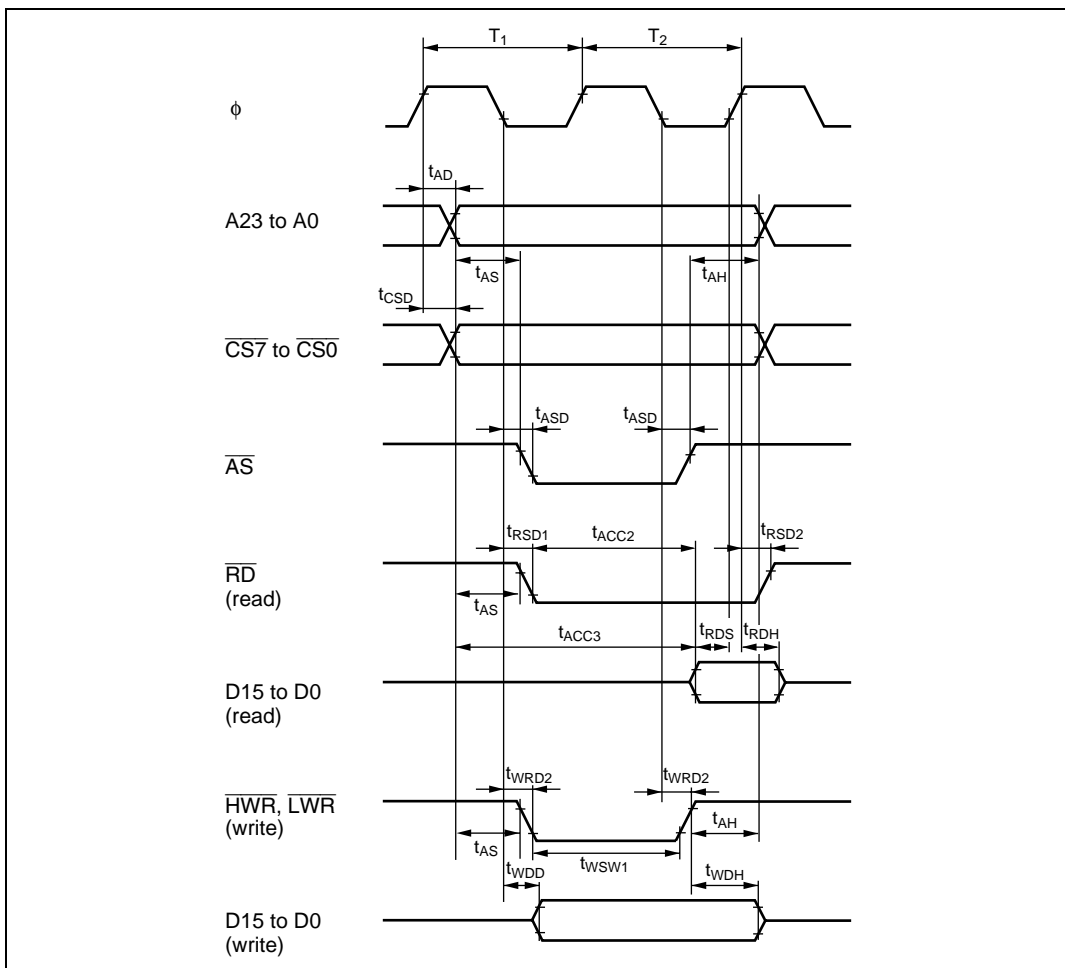 T1 T2
ϕ
tAD
A23 to A0
tAS tAH
tCSD
CS7 to CS0
tASD tASD
AS
tRSD1 tACC2 tRSD2
RD
(read)
tAS
tACC3 tRDS tRDH
D15 to D0
(read)
tWRD2 tWRD2
HWR, LWR
(write)
tAH
tAS
tWSW1
tWDD tWDH
D15 to D0
(write)